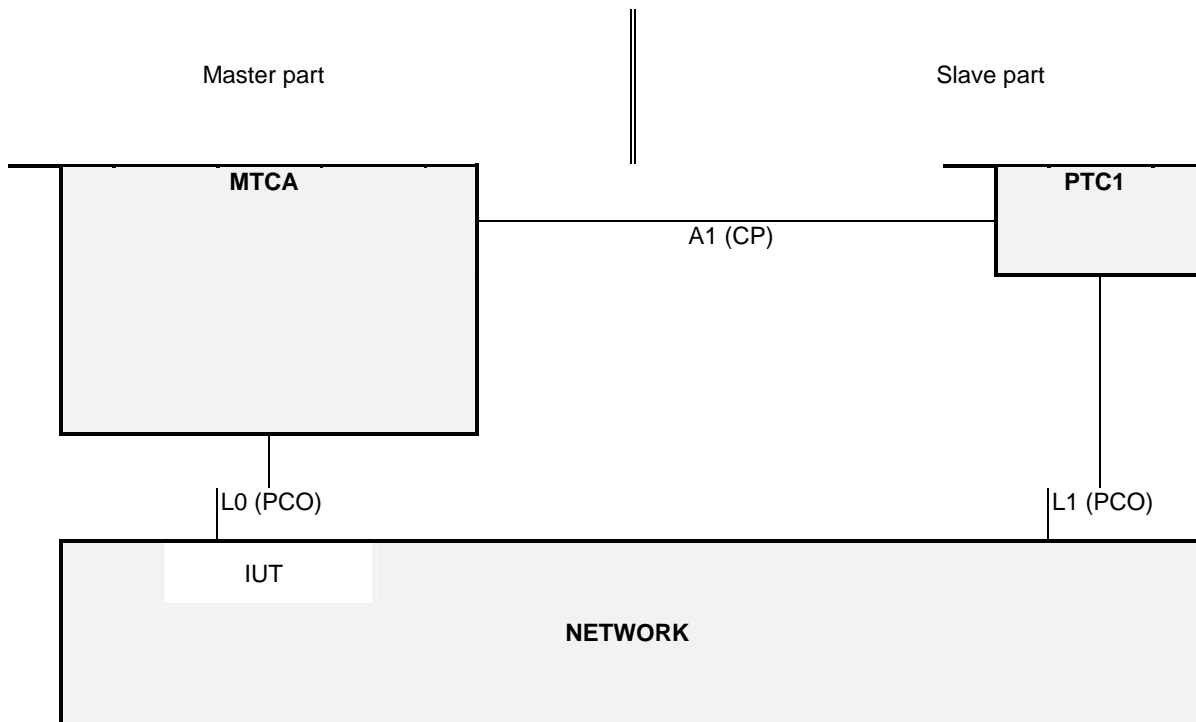 Master part
Slave part
MTCA
PTC1
A1 (CP)
L0 (PCO)
L1 (PCO)
IUT
NETWORK